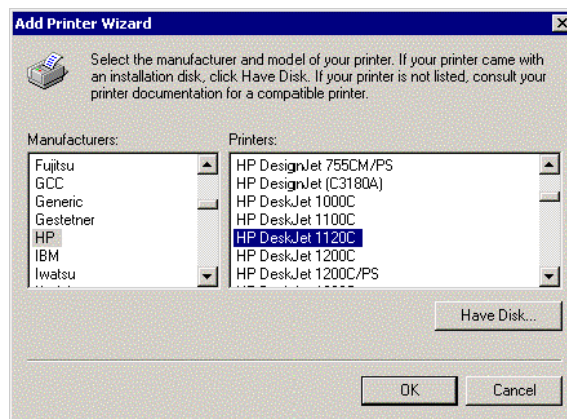 Add Printer Wizard
Select the manufacturer and model of your printer. If your printer came with
an installation disk, click Have Disk. If your printer is not listed, consult your
printer documentation for a compatible printer.
Manufacturers:
Printers:
Fujitsu
GCC
Generic
Gestetner
HP
IBM
Iwatsu
HP DesignJet 755CM/PS
HP DesignJet (C3180A)
HP DeskJet 1000C
HP DeskJet 1100C
HP DeskJet 1120C
HP DeskJet 1200C
HP DeskJet 1200C/PS
Have Disk...
OK
Cancel